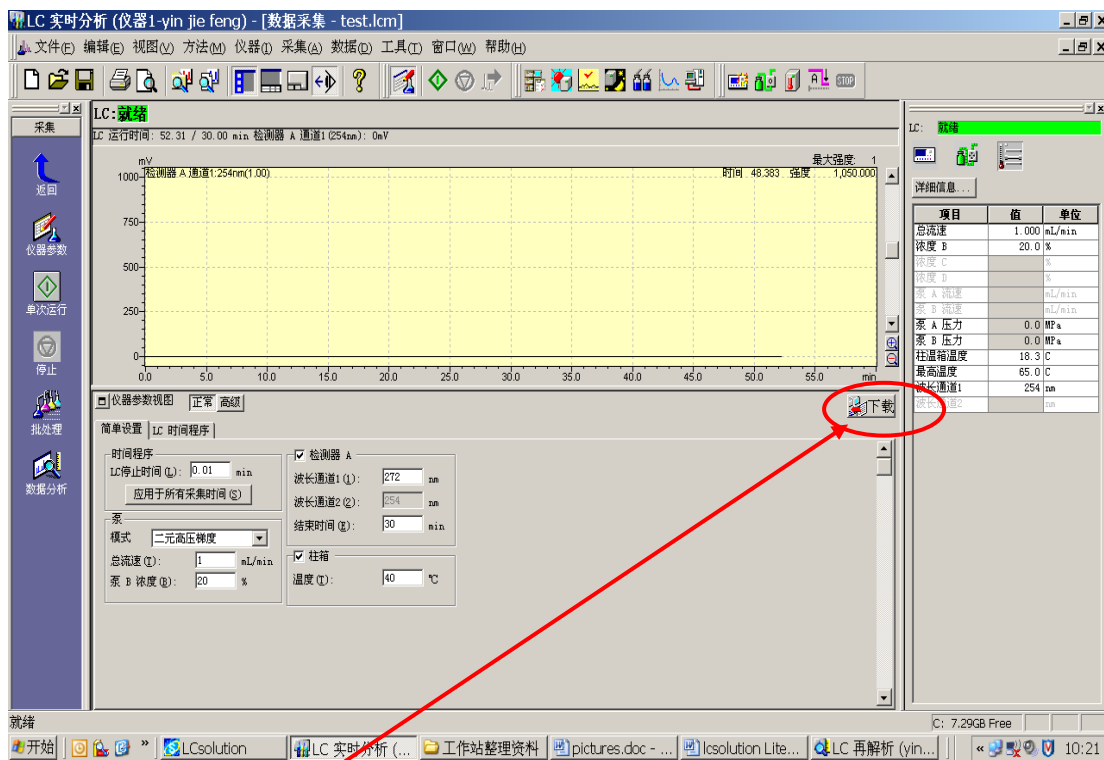 LC 实时分析 (仪器1-yin jie feng) - [数据采集 - test.lcm]
文件(F) 编辑(E) 视图(V) 方法(M) 仪器(I) 采集(A) 数据(D) 工具(T) 窗口(W) 帮助(H)
STOP
采集
返回
仪器参数
单次运行
停止
批处理
数据分析
LC:就绪
LC 运行时间: 52.31 / 30.00 min 检测器 A 通道1 (254nm): 0mV
mV
最大强度: 1
检测器 A 通道1:254nm(1.00)
时间 48.383 强度 1,050.000
1000
750
500
250
0
0.0 5.0 10.0 15.0 20.0 25.0 30.0 35.0 40.0 45.0 50.0 55.0 min
仪器参数视图 正常 高级
下载
简单设置 LC 时间程序
时间程序
LC停止时间(L): 0.01 min
应用于所有采集时间(S)
泵
模式 二元高压梯度
总流速(T): 1 mL/min
泵 B 浓度(B): 20 %
检测器 A
波长通道1(1): 272 nm
波长通道2(2): 254 nm
结束时间(E): 30 min
柱箱
温度(T): 40 ℃
LC: 就绪
详细信息...
项目 值 单位
总流速 1.000 mL/min
浓度 B 20.0 %
浓度 C %
浓度 D %
泵 A 流速 mL/min
泵 B 流速 mL/min
泵 A 压力 0.0 MPa
泵 B 压力 0.0 MPa
柱温箱温度 18.3 C
最高温度 65.0 C
波长通道1 254 nm
波长通道2 nm
就绪
C: 7.29GB Free
开始 » LCsolution LC 实时分析 (... 工作站整理资料 pictures.doc - ... lcsolution Lite... LC 再解析 (yin... « 10:21